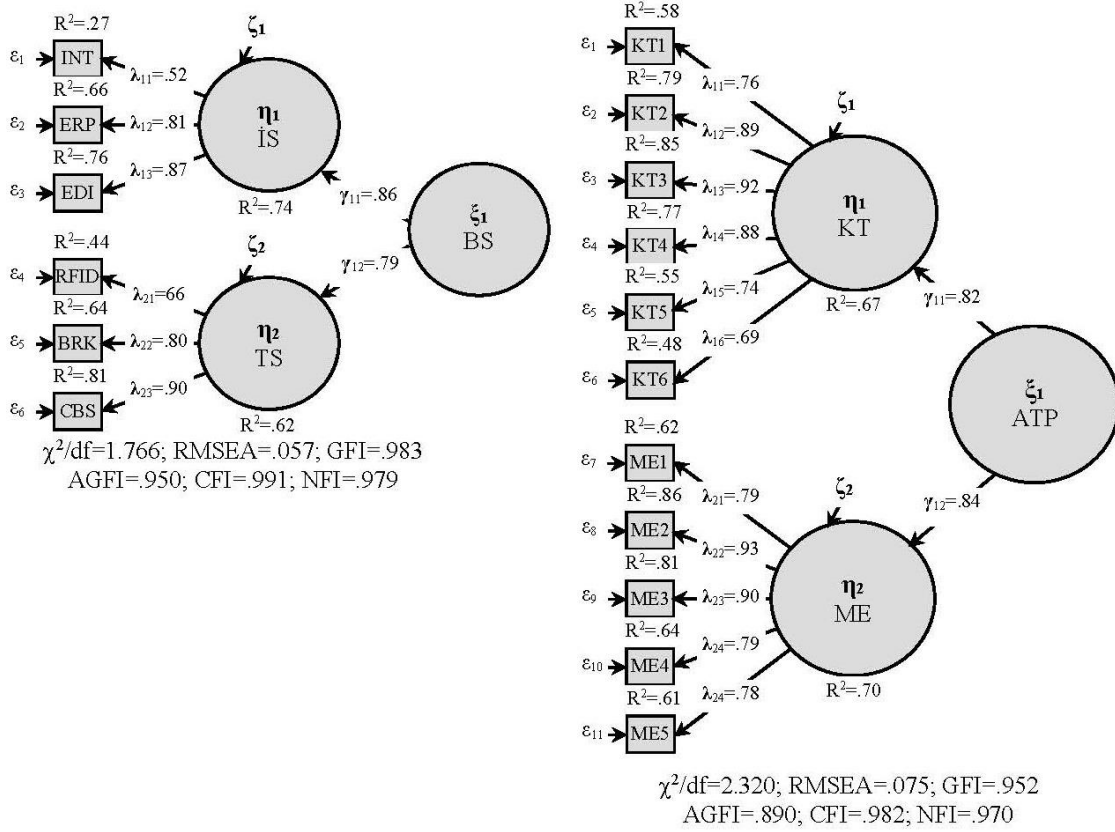 R²=.27
ε₁
INT
λ₁₁=.52
R²=.66
ε₂
ERP
λ₁₂=.81
R²=.76
ε₃
EDI
λ₁₃=.87
ζ₁
η₁
İS
R²=.74
γ₁₁=.86
ξ₁
BS
R²=.44
ε₄
RFID
λ₂₁=66
R²=.64
ε₅
BRK
λ₂₂=.80
R²=.81
ε₆
CBS
λ₂₃=.90
ζ₂
η₂
TS
R²=.62
γ₁₂=.79
χ²/df=1.766; RMSEA=.057; GFI=.983
AGFI=.950; CFI=.991; NFI=.979
R²=.58
ε₁
KT1
λ₁₁=.76
R²=.79
ε₂
KT2
λ₁₂=.89
R²=.85
ε₃
KT3
λ₁₃=.92
R²=.77
ε₄
KT4
λ₁₄=.88
R²=.55
ε₅
KT5
λ₁₅=.74
R²=.48
ε₆
KT6
λ₁₆=.69
ζ₁
η₁
KT
R²=.67
γ₁₁=.82
ξ₁
ATP
R²=.62
ε₇
ME1
λ₂₁=.79
R²=.86
ε₈
ME2
λ₂₂=.93
R²=.81
ε₉
ME3
λ₂₃=.90
R²=.64
ε₁₀
ME4
λ₂₄=.79
R²=.61
ε₁₁
ME5
λ₂₄=.78
ζ₂
η₂
ME
R²=.70
γ₁₂=.84
χ²/df=2.320; RMSEA=.075; GFI=.952
AGFI=.890; CFI=.982; NFI=.970